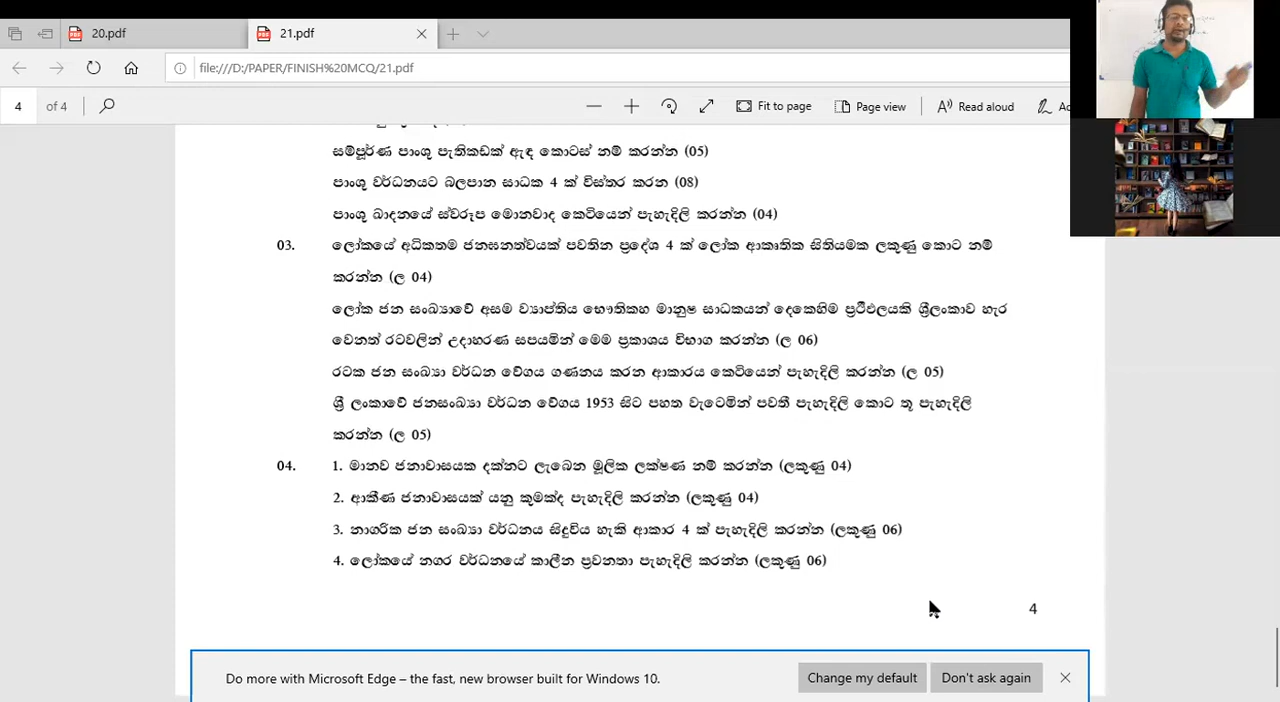 20.pdf
21.pdf
file:///D:/PAPER/FINISH%20MCQ/21.pdf
4 of 4
Fit to page
Page view
Read aloud
සම්පූර්ණ පාංශු පැතිකඩක් ඇඳ කොටස් නම් කරන්න (05)
පාංශු වර්ධනයට බලපාන සාධක 4 ක් විස්තර කරන (08)
පාංශු ඛාදනයේ ස්වරූප මොනවාද කෙටියෙන් පැහැදිලි කරන්න (04)
03. ලෝකයේ අධිකතම ජනඝනත්වයක් පවතින ප්‍රදේශ 4 ක් ලෝක ආකෘතික සිතියමක ලකුණු කොට නම්
කරන්න (ල 04)
ලෝක ජන සංඛ්‍යාවේ අසම ව්‍යාප්තිය භෞතිකහ මානුෂ සාධකයන් දෙකෙහිම ප්‍රථිඵලයකි ශ්‍රීලංකාව හැර
වෙනත් රටවලින් උදාහරණ සපයමින් මෙම ප්‍රකාශය විභාග කරන්න (ල 06)
රටක ජන සංඛ්‍යා වර්ධන වේගය ගණනය කරන ආකාරය කෙටියෙන් පැහැදිලි කරන්න (ල 05)
ශ්‍රී ලංකාවේ ජනසංඛ්‍යා වර්ධන වේගය 1953 සිට පහත වැටෙමින් පවතී පැහැදිලි කොට තූ පැහැදිලි
කරන්න (ල 05)
04. 1. මානව ජනාවාසයක දක්නට ලැබෙන මූලික ලක්ෂණ නම් කරන්න (ලකුණු 04)
2. ආකීණ ජනාවාසයක් යනු කුමක්ද පැහැදිලි කරන්න (ලකුණු 04)
3. නාගරික ජන සංඛ්‍යා වර්ධනය සිදුවිය හැකි ආකාර 4 ක් පැහැදිලි කරන්න (ලකුණු 06)
4. ලෝකයේ නගර වර්ධනයේ කාලීන ප්‍රවනතා පැහැදිලි කරන්න (ලකුණු 06)
4
Do more with Microsoft Edge – the fast, new browser built for Windows 10.
Change my default
Don't ask again